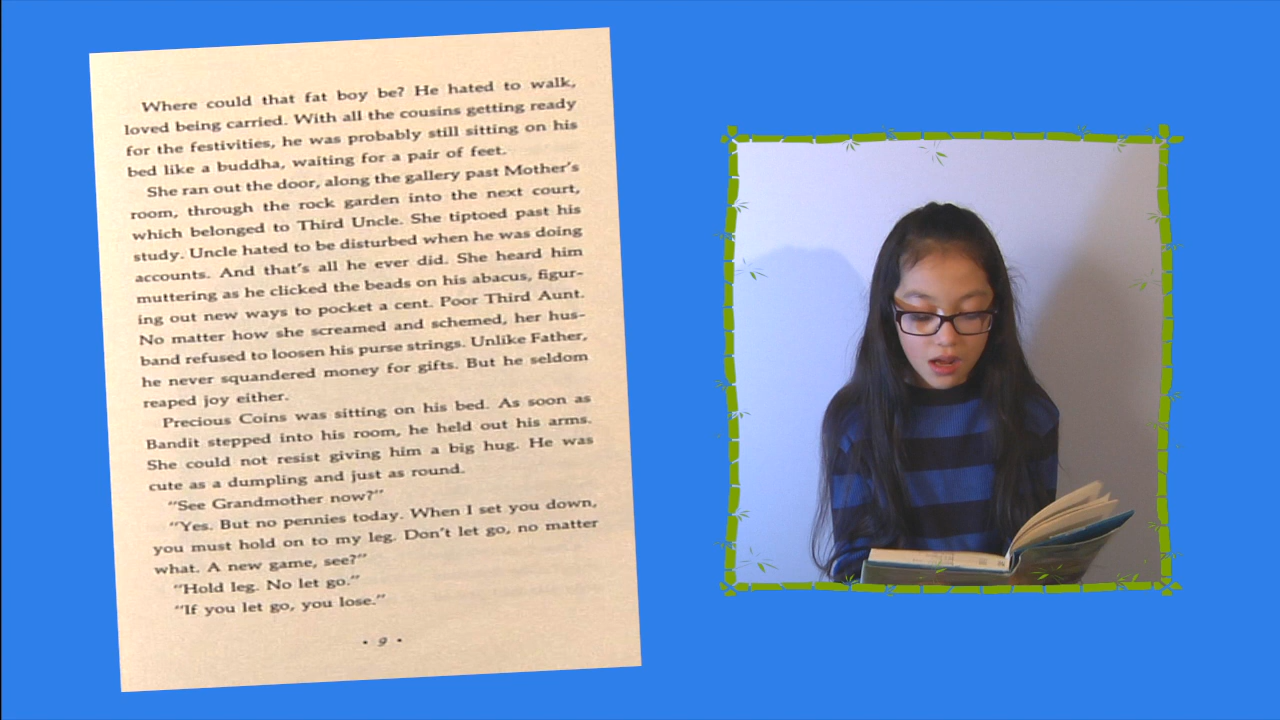 Where could that fat boy be? He hated to walk,
loved being carried. With all the cousins getting ready
for the festivities, he was probably still sitting on his
bed like a buddha, waiting for a pair of feet.
She ran out the door, along the gallery past Mother's
room, through the rock garden into the next court,
which belonged to Third Uncle. She tiptoed past his
study. Uncle hated to be disturbed when he was doing
accounts. And that's all he ever did. She heard him
muttering as he clicked the beads on his abacus, figur-
ing out new ways to pocket a cent. Poor Third Aunt.
No matter how she screamed and schemed, her hus-
band refused to loosen his purse strings. Unlike Father,
he never squandered money for gifts. But he seldom
reaped joy either.
Precious Coins was sitting on his bed. As soon as
Bandit stepped into his room, he held out his arms.
She could not resist giving him a big hug. He was
cute as a dumpling and just as round.
"See Grandmother now?"
"Yes. But no pennies today. When I set you down,
you must hold on to my leg. Don't let go, no matter
what. A new game, see?"
"Hold leg. No let go."
"If you let go, you lose."
• 9 •